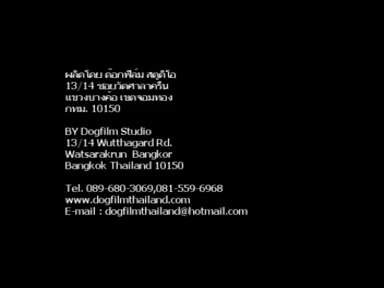 ผลิตโดย ด๊อกฟิล์ม สตูดิโอ
13/14 ซอยวัดศาลาครืน
แขวงบางค้อ เขตจอมทอง
กทม. 10150
BY Dogfilm Studio
13/14 Wutthagard Rd.
Watsarakrun Bangkor
Bangkok Thailand 10150
Tel. 089-680-3069,081-559-6968
www.dogfilmthailand.com
E-mail : dogfilmthailand@hotmail.com